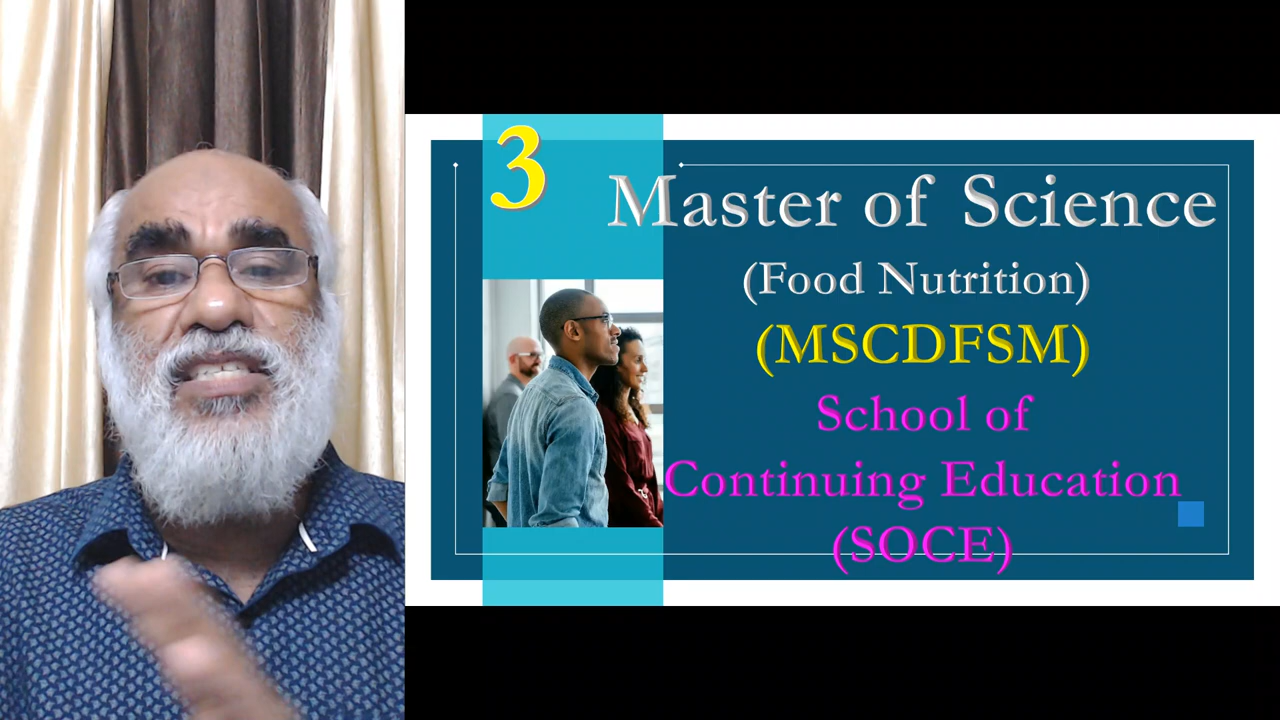 3
Master of Science
(Food Nutrition)
(MSCDFSM)
School of
Continuing Education
(SOCE)